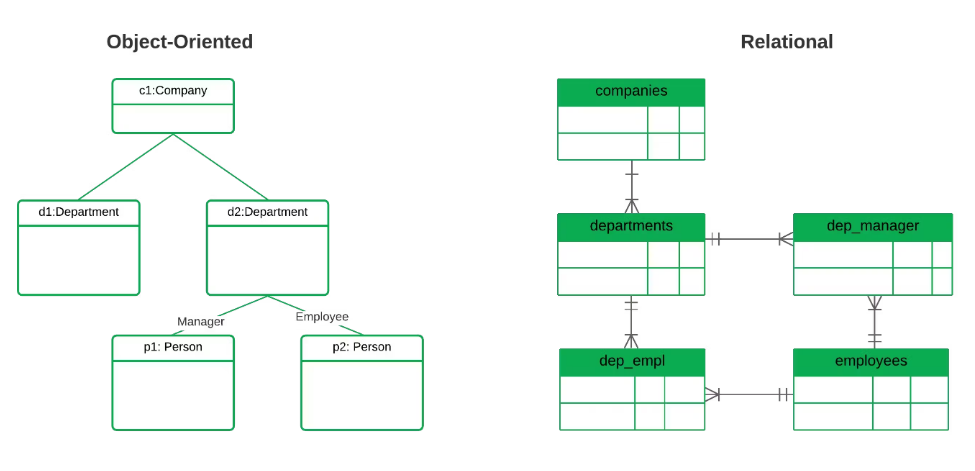 Object-Oriented
Relational
c1:Company
companies
d1:Department
d2:Department
departments
dep_manager
Manager
Employee
p1: Person
p2: Person
dep_empl
employees